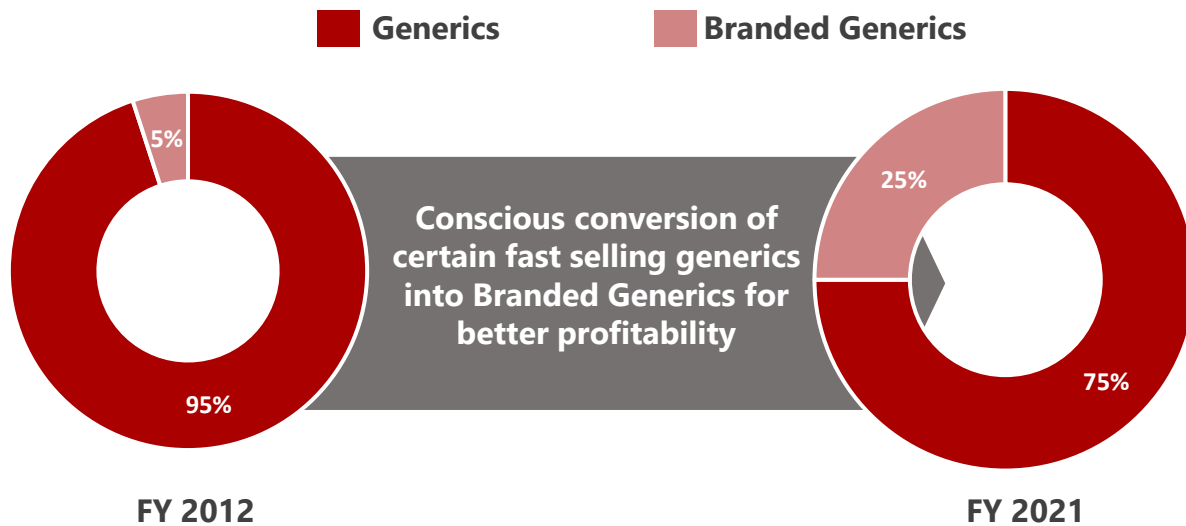 Generics
Branded Generics
5%
95%
Conscious conversion of
certain fast selling generics
into Branded Generics for
better profitability
25%
75%
FY 2012
FY 2021